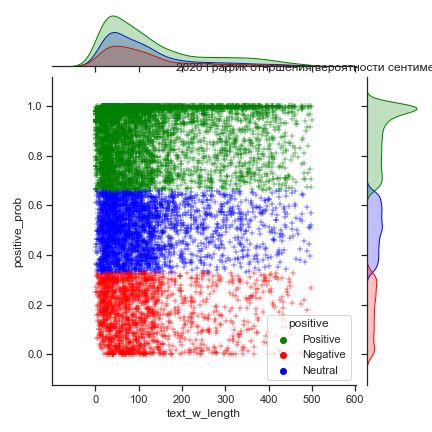 2020 График отншения вероятности сентиме
1.0
0.8
0.6
0.4
0.2
0.0
positive_prob
positive
Positive
Negative
Neutral
0 100 200 300 400 500 600
text_w_length